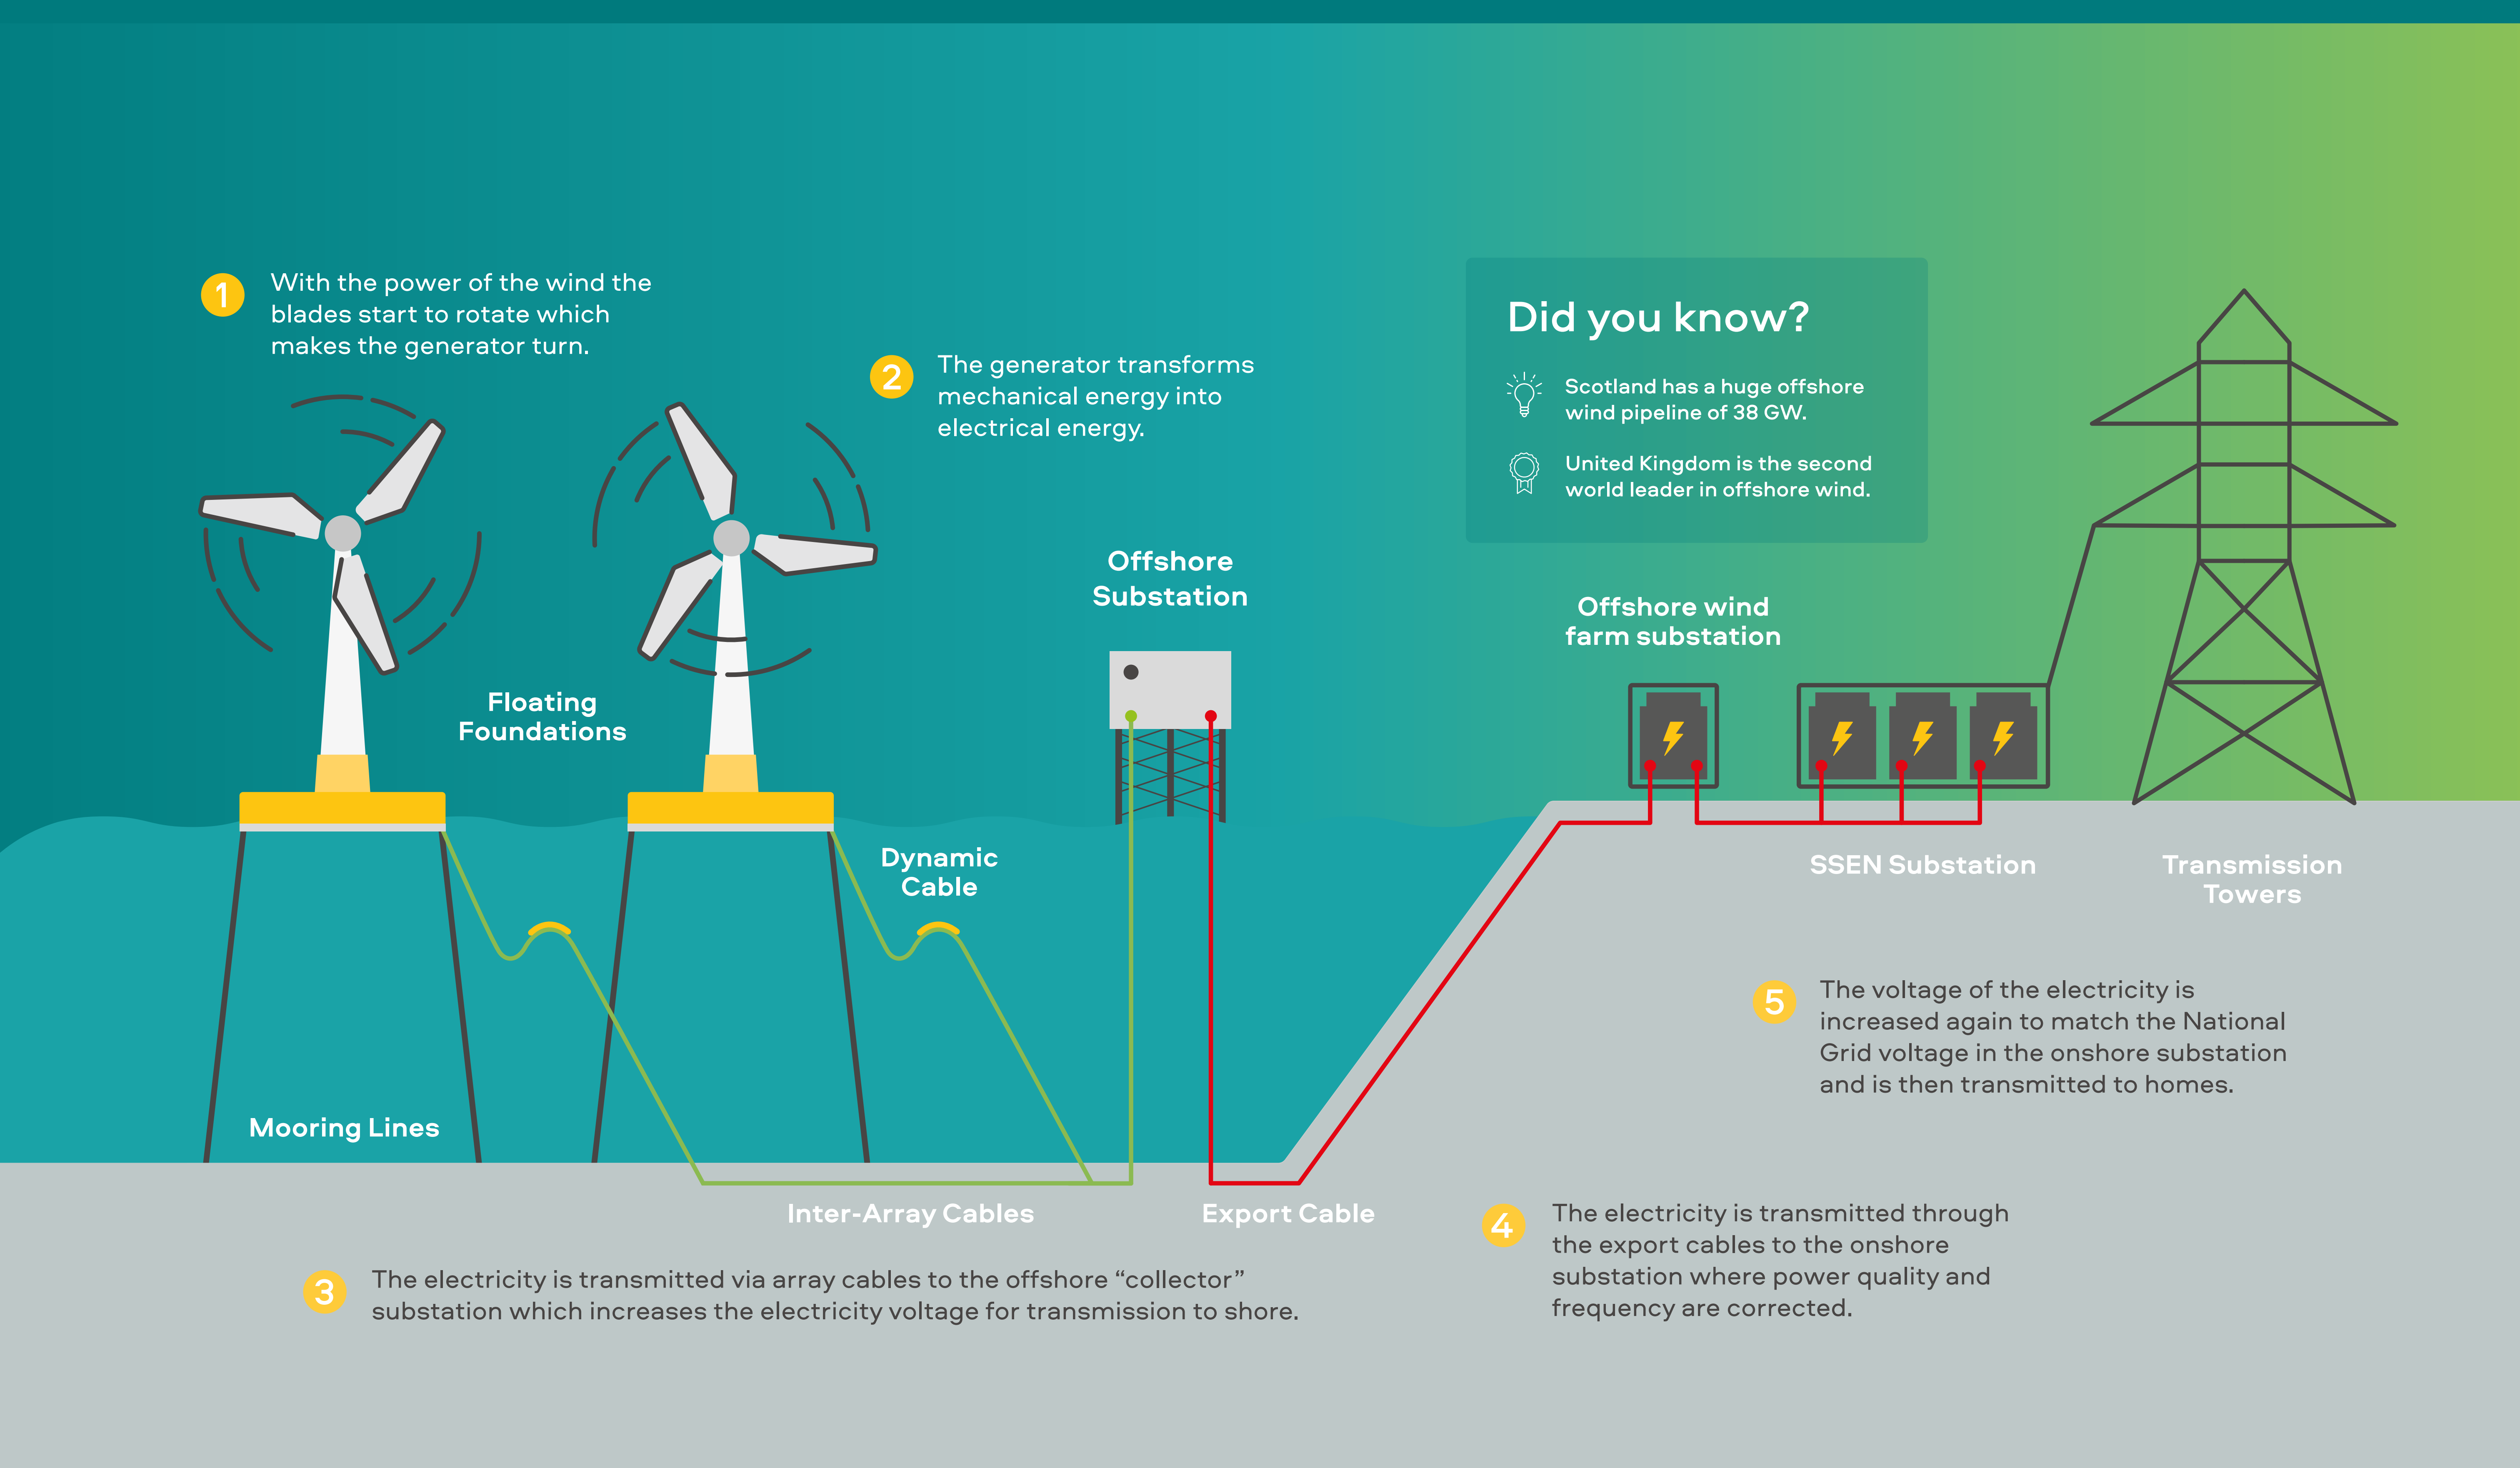 1
With the power of the wind the
blades start to rotate which
makes the generator turn.
2
The generator transforms
mechanical energy into
electrical energy.
Did you know?
Scotland has a huge offshore
wind pipeline of 38 GW.
United Kingdom is the second
world leader in offshore wind.
Offshore
Substation
Offshore wind
farm substation
Floating
Foundations
Dynamic
Cable
SSEN Substation
Transmission
Towers
5
The voltage of the electricity is
increased again to match the National
Grid voltage in the onshore substation
and is then transmitted to homes.
Mooring Lines
Inter-Array Cables
Export Cable
4
The electricity is transmitted through
the export cables to the onshore
substation where power quality and
frequency are corrected.
3
The electricity is transmitted via array cables to the offshore “collector”
substation which increases the electricity voltage for transmission to shore.